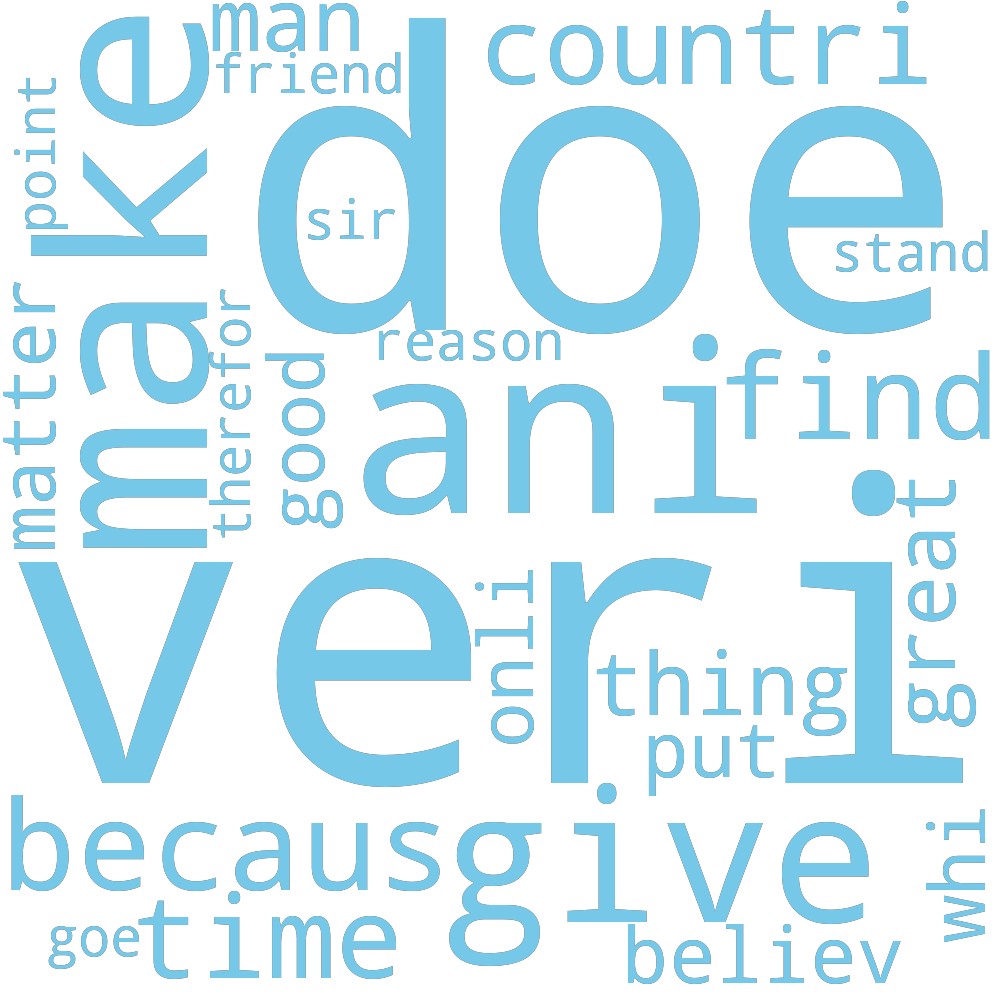 man
friend
countri
make
doe
point
sir
stand
matter
therefor
reason
good
ani
find
veri
great
onli
thing
put
becaus
give
whi
time
goe
believ